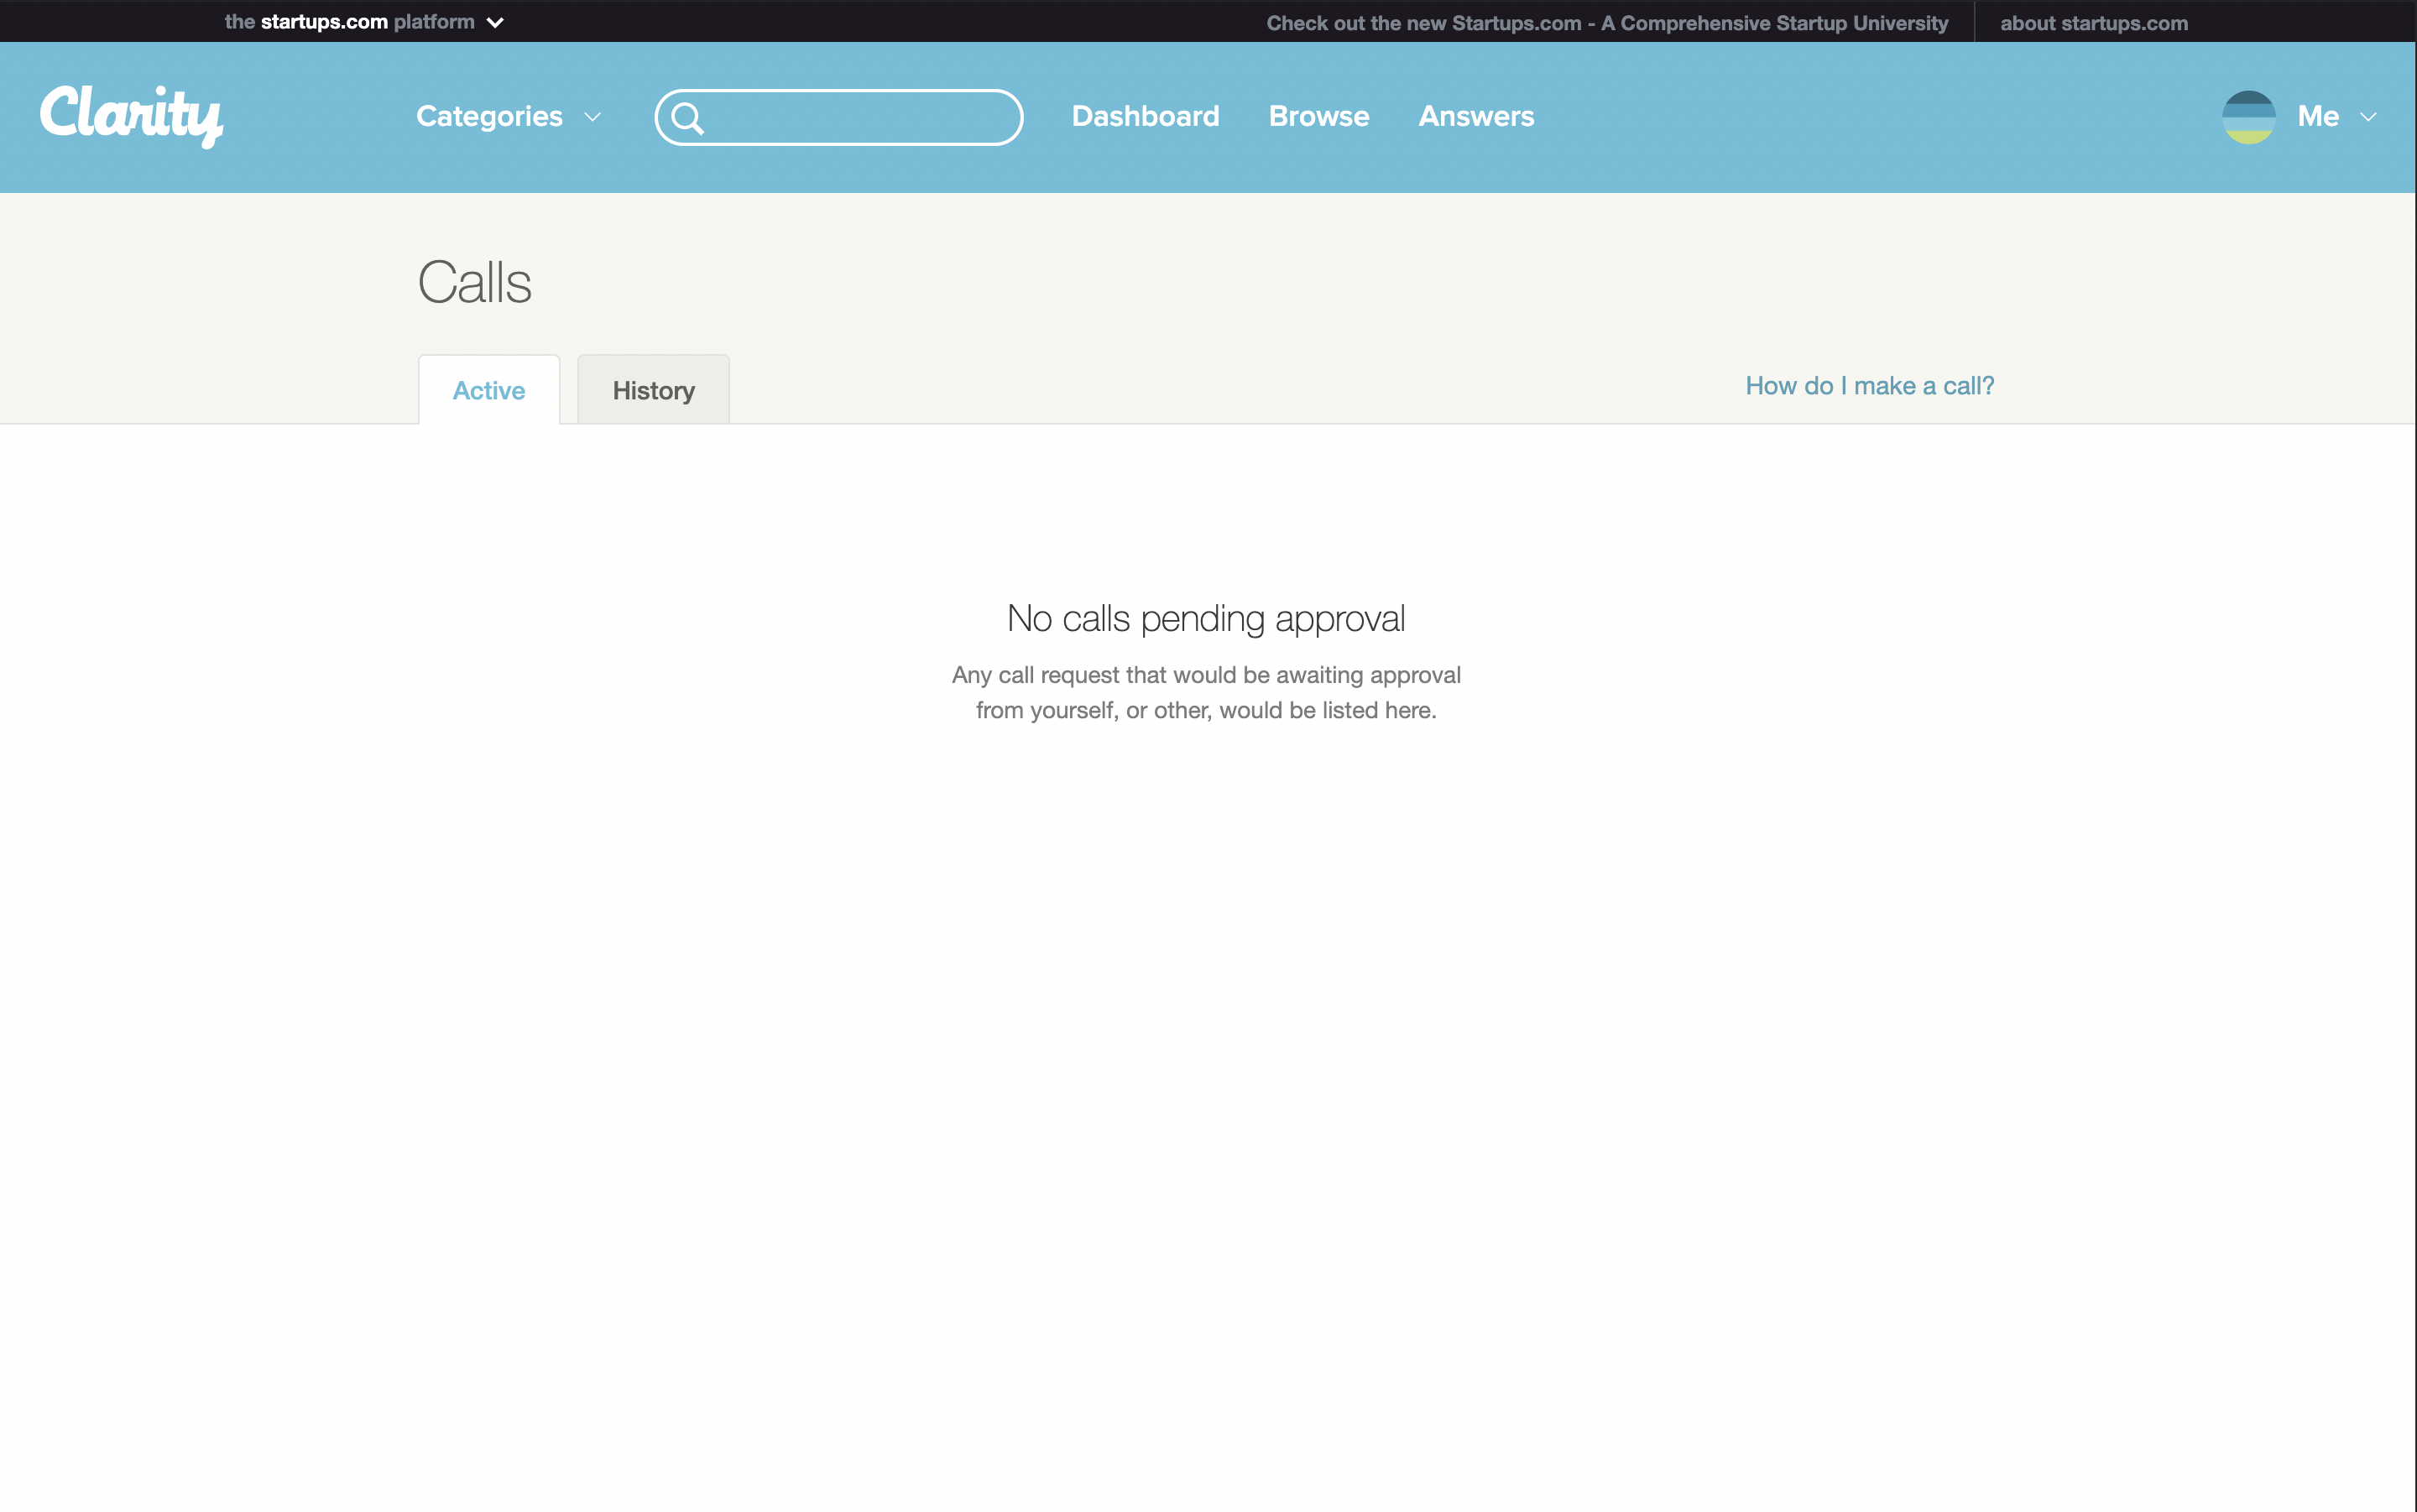 the startups.com platform
Check out the new Startups.com - A Comprehensive Startup University
about startups.com
Clarity
Categories
Dashboard
Browse
Answers
Me
Calls
Active
History
How do I make a call?
No calls pending approval
Any call request that would be awaiting approval
from yourself, or other, would be listed here.